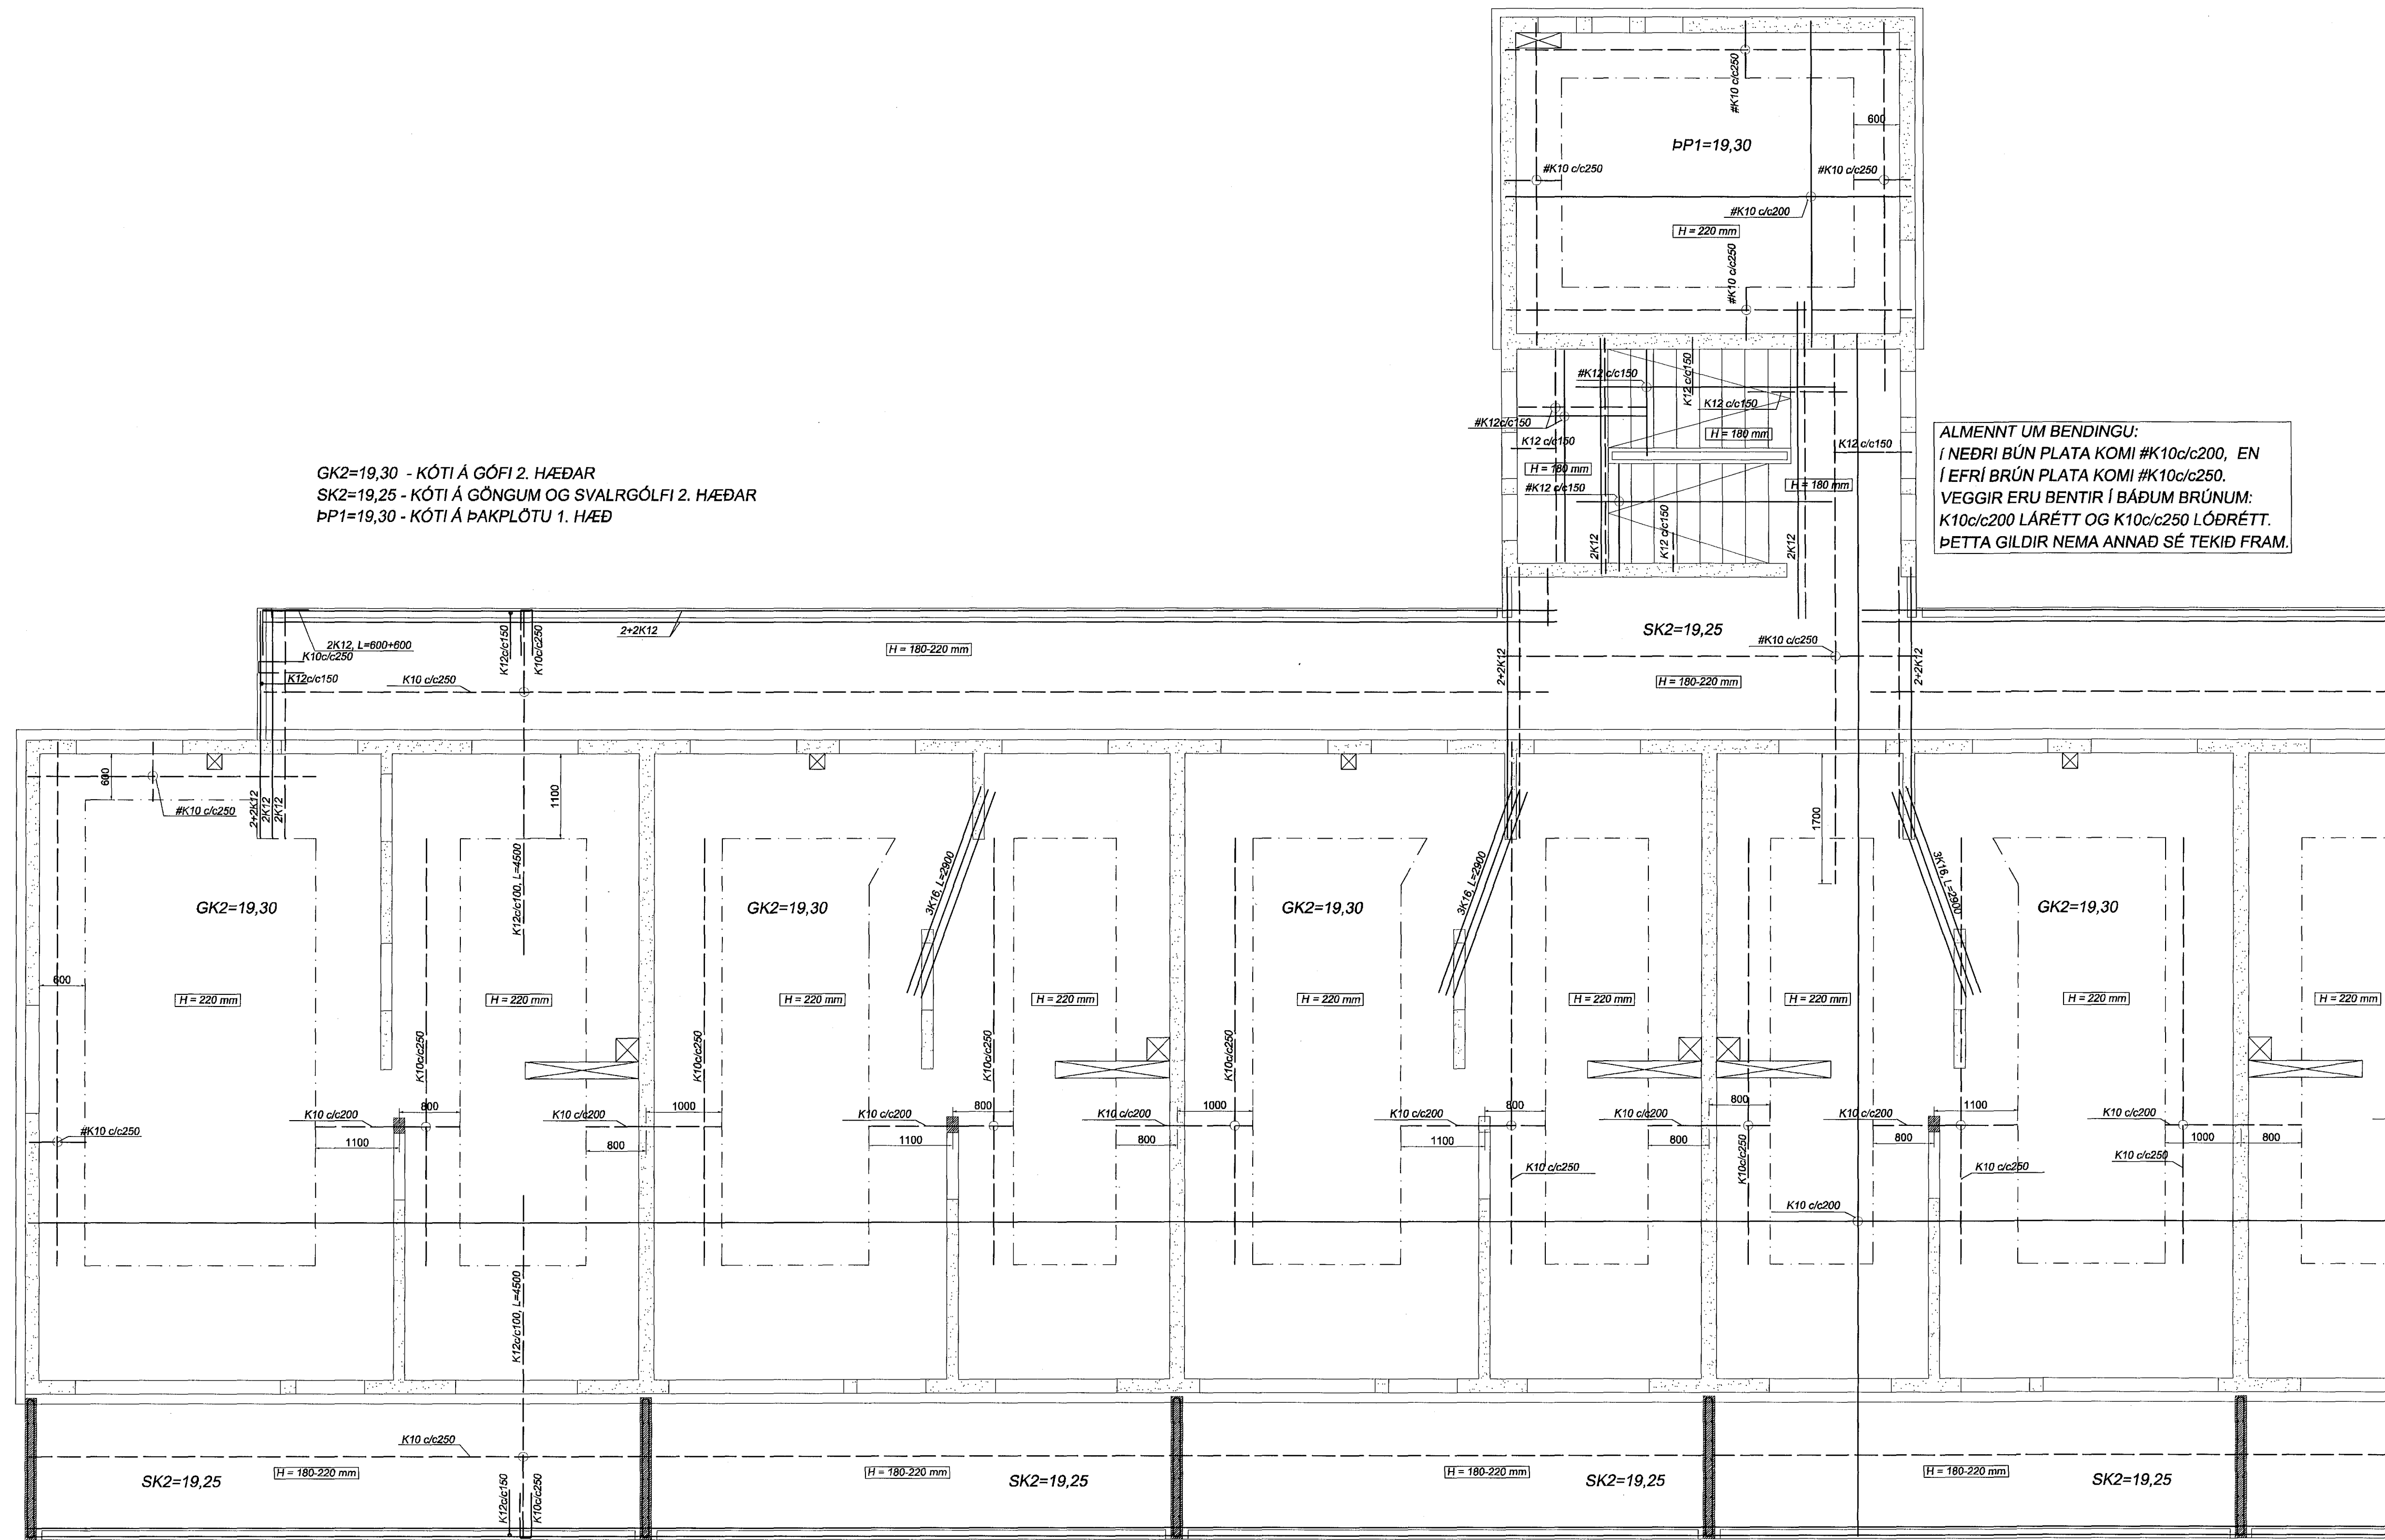 #K10 c/c250
600
ÞP1=19,30
#K10 c/c250
#K10 c/c250
#K10 c/c200
H = 220 mm
#K10 c/c250
#K12 c/c150
K12 c/c150
K12 c/c150
#K12c/c150
H = 180 mm
K12 c/c150
K12 c/c150
H = 180 mm
#K12 c/c150
H = 180 mm
2K12
K12 c/c150
2K12
ALMENNT UM BENDINGU:
Í NEÐRI BÚN PLATA KOMI #K10c/c200, EN
Í EFRÍ BRÚN PLATA KOMI #K10c/c250.
VEGGIR ERU BENTIR Í BÁÐUM BRÚNUM:
K10c/c200 LÁRÉTT OG K10c/c250 LÓÐRÉTT.
ÞETTA GILDIR NEMA ANNAÐ SÉ TEKIÐ FRAM.
GK2=19,30 - KÓTI Á GÓFI 2. HÆÐAR
SK2=19,25 - KÓTI Á GÖNGUM OG SVALRGÓLFI 2. HÆÐAR
ÞP1=19,30 - KÓTI Á ÞAKPLÖTU 1. HÆÐ
2K12, L=600+600
K10c/c250
K12c/c150
K10 c/c250
K12c/c150
K10c/c250
2+2K12
H = 180-220 mm
SK2=19,25
#K10 c/c250
2+2K12
H = 180-220 mm
2+2K12
600
#K10 c/c250
2+2K12
2K12
2K12
1100
1700
K12c/c100, L=4500
3K16, L=2900
3K16, L=2900
3K16, L=2900
GK2=19,30
GK2=19,30
GK2=19,30
GK2=19,30
600
H = 220 mm
H = 220 mm
H = 220 mm
H = 220 mm
H = 220 mm
H = 220 mm
H = 220 mm
H = 220 mm
H = 220 mm
K10c/c250
K10c/c250
K10c/c250
K10c/c250
#K10 c/c250
K10 c/c200
800
1100
K10 c/c200
1000
800
K10 c/c200
800
1100
K10 c/c200
1000
800
K10 c/c200
800
1100
K10 c/c250
K10 c/c200
800
800
K10c/c250
K10 c/c200
1100
800
K10 c/c250
K10 c/c200
1000
800
K10 c/c250
K10 c/c200
K12c/c100, L=4500
K10 c/c250
SK2=19,25
H = 180-220 mm
K12c/c150
K10c/c250
H = 180-220 mm
SK2=19,25
H = 180-220 mm
SK2=19,25
H = 180-220 mm
SK2=19,25